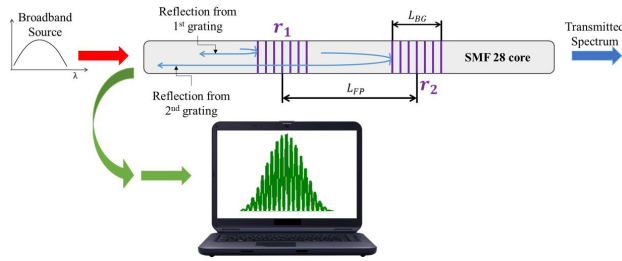 Broadband
Source
λ
Reflection from
1st grating
r1
LBG
SMF 28 core
Transmitted
Spectrum
Reflection from
2nd grating
LFP
r2